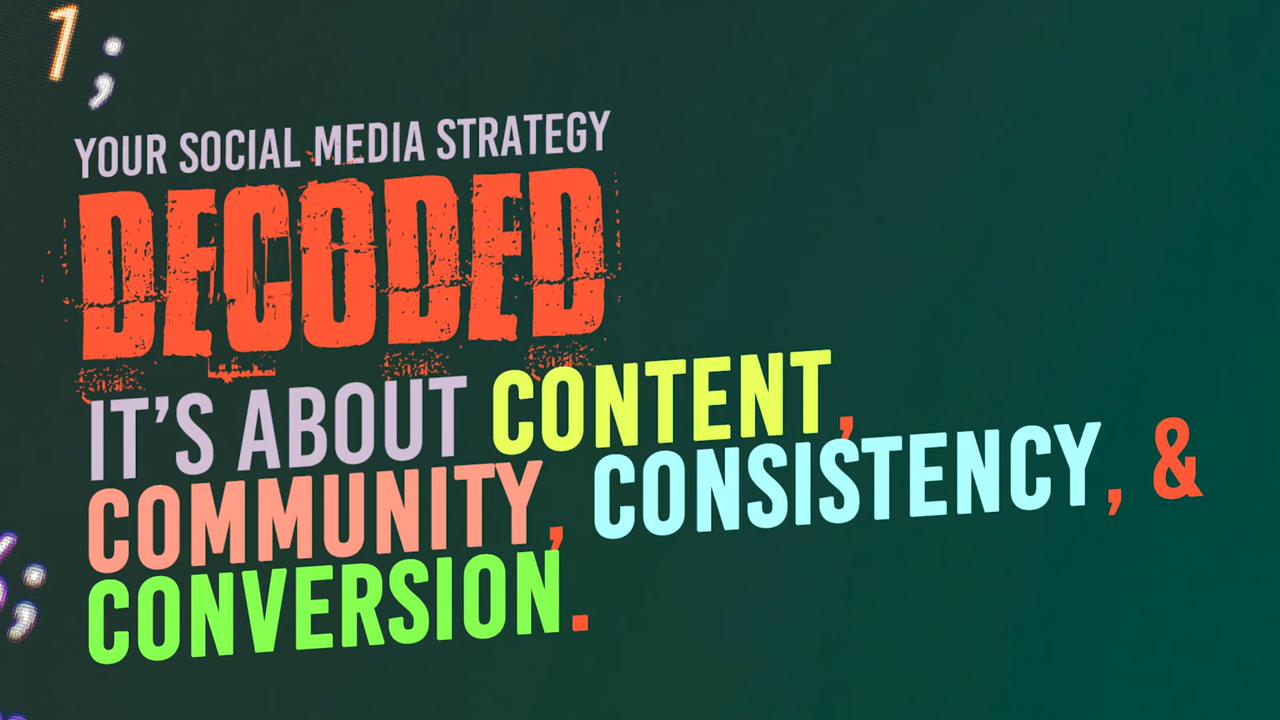 1;
YOUR SOCIAL MEDIA STRATEGY
DECODED
IT'S ABOUT CONTENT,
COMMUNITY, CONSISTENCY, &
CONVERSION.
;